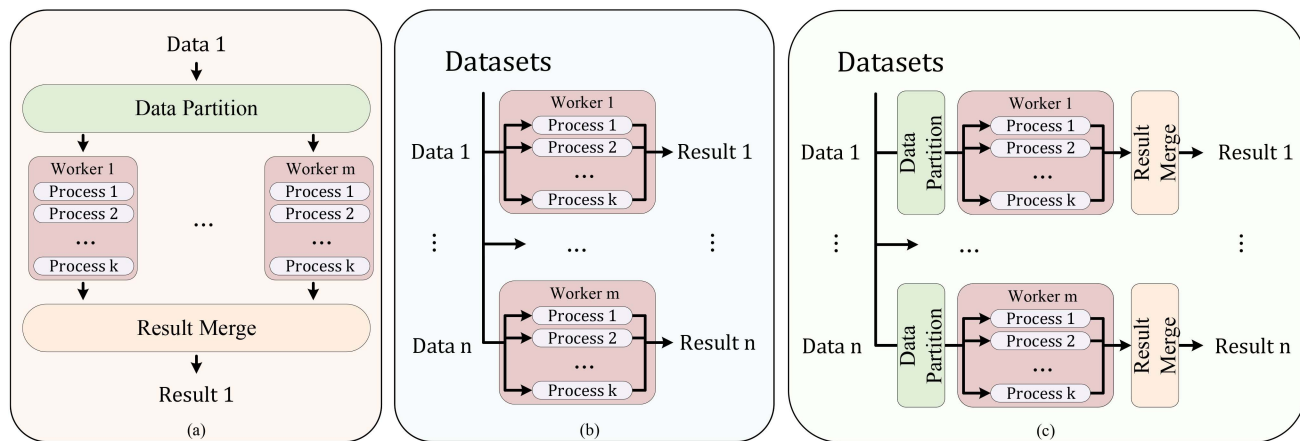 Data 1
Data Partition
Worker 1
Process 1
Process 2
...
Process k
...
Worker m
Process 1
Process 2
...
Process k
Result Merge
Result 1
(a)
Datasets
Data 1
Worker 1
Process 1
Process 2
...
Process k
Result 1
...
Data n
Worker m
Process 1
Process 2
...
Process k
Result n
(b)
Datasets
Data 1
Data
Partition
Worker 1
Process 1
Process 2
...
Process k
Result
Merge
Result 1
...
Data n
Data
Partition
Worker m
Process 1
Process 2
...
Process k
Result
Merge
Result n
(c)